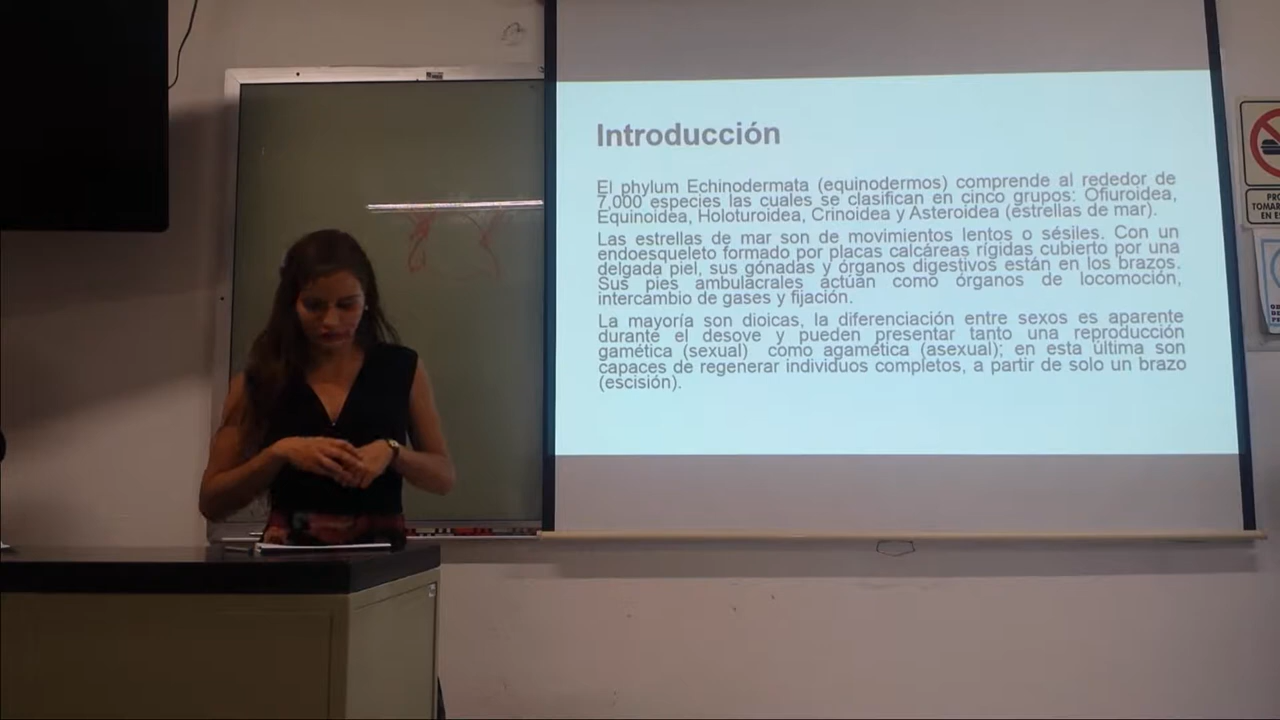 Introducción
El phylum Echinodermata (equinodermos) comprende al rededor de
7,000 especies las cuales se clasifican en cinco grupos: Ofiuroidea,
Equinoidea, Holoturoidea, Crinoidea y Asteroidea (estrellas de mar).
Las estrellas de mar son de movimientos lentos o sésiles. Con un
endoesqueleto formado por placas calcáreas rígidas cubierto por una
delgada piel, sus gónadas y órganos digestivos están en los brazos.
Sus pies ambulacrales actúan como órganos de locomoción,
intercambio de gases y fijación.
La mayoría son dioicas, la diferenciación entre sexos es aparente
durante el desove y pueden presentar tanto una reproducción
gamética (sexual) como agamética (asexual); en esta última son
capaces de regenerar individuos completos, a partir de solo un brazo
(escisión).
PRO
TOMAR
EN ES